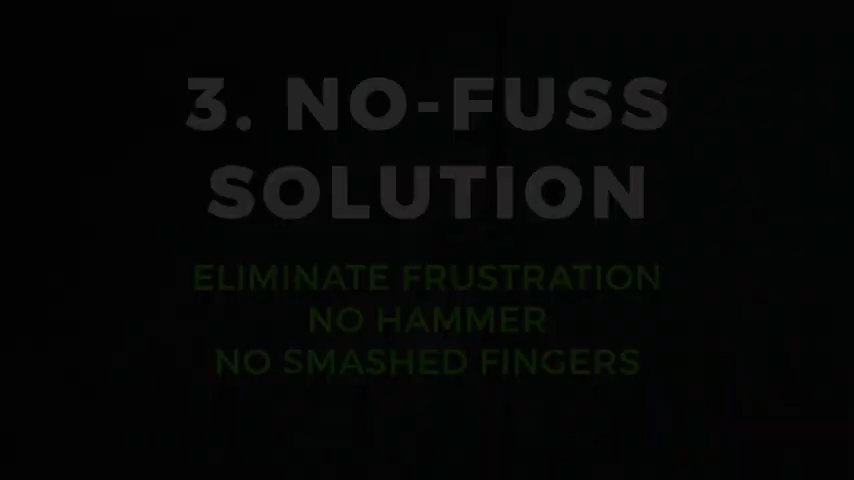 3. NO-FUSS
SOLUTION
ELIMINATE FRUSTRATION
NO HAMMER
NO SMASHED FINGERS